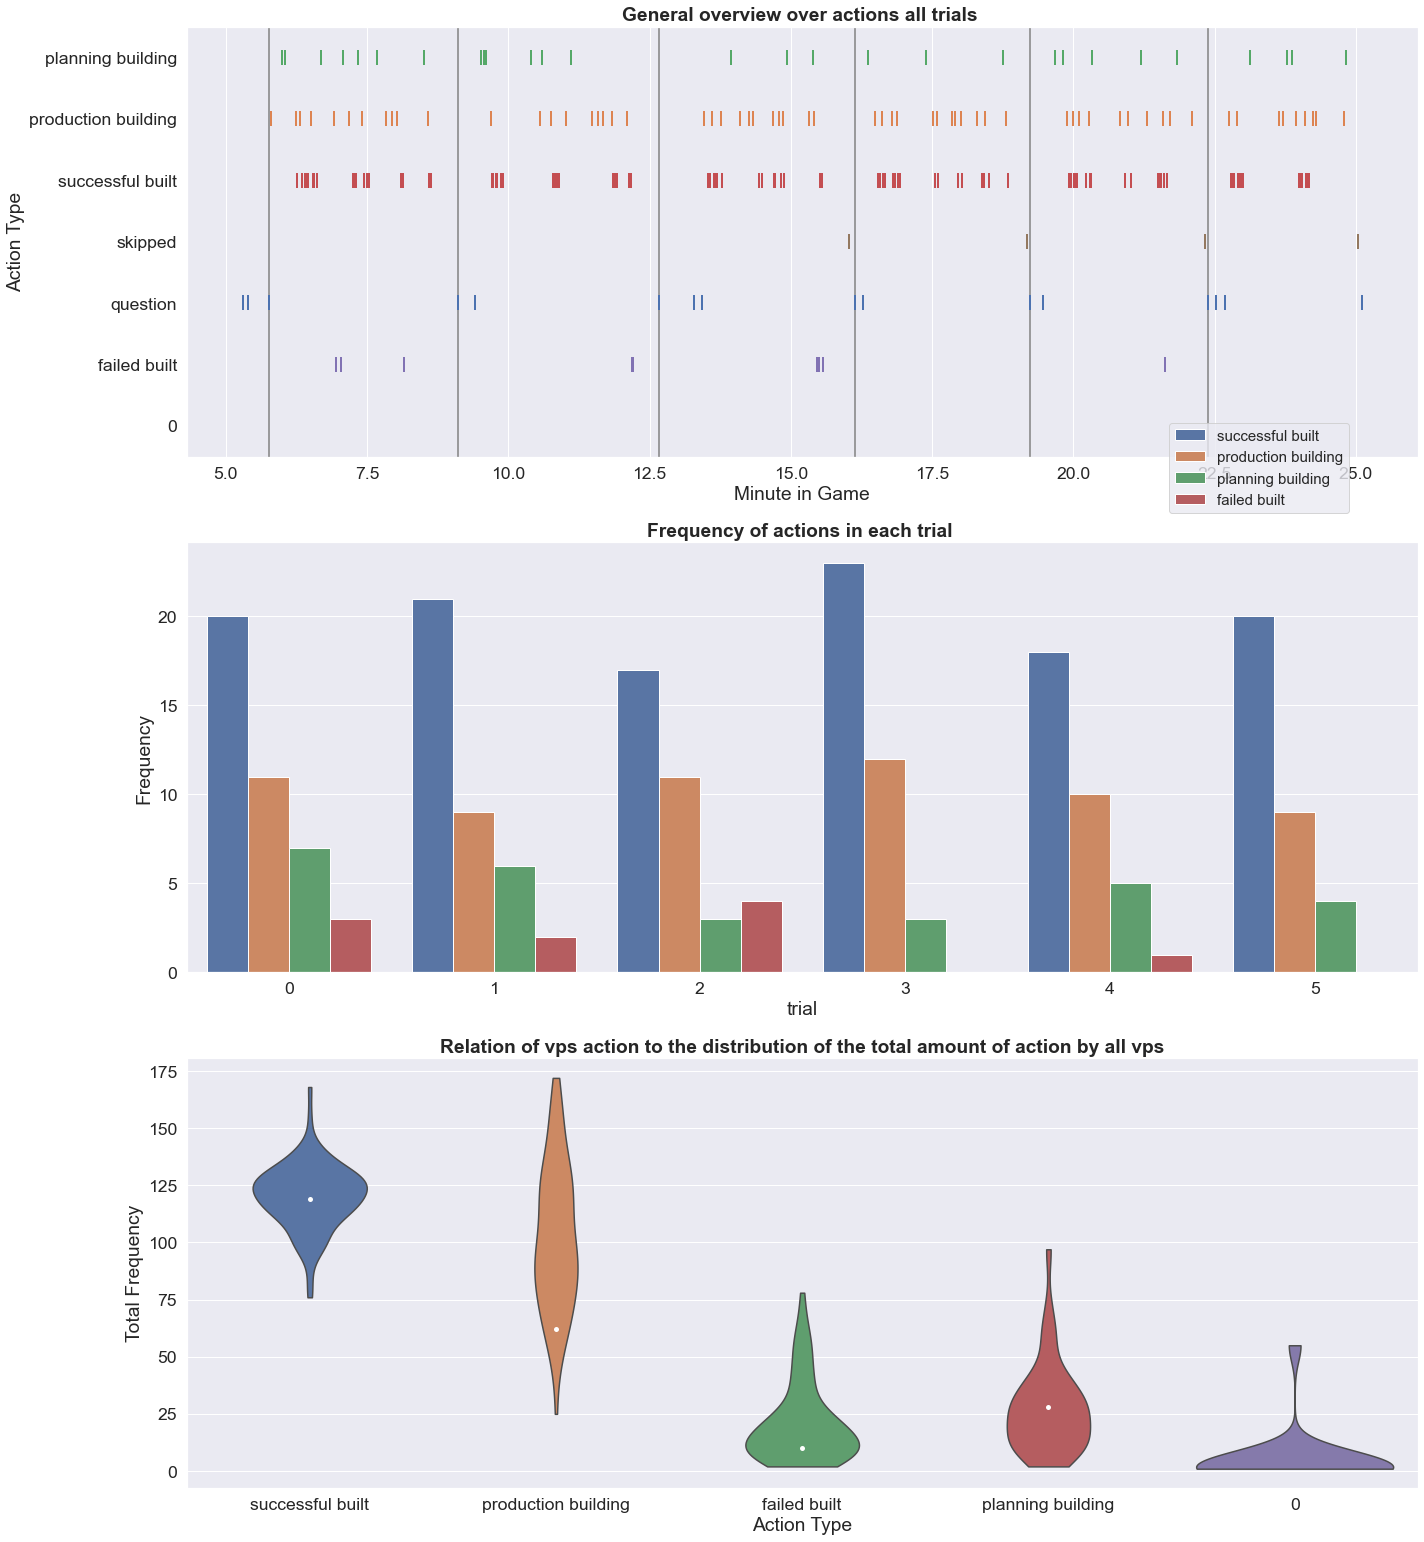 General overview over actions all trials
planning building
production building
successful built
skipped
question
failed built
0
Action Type
5.0 7.5 10.0 12.5 15.0 17.5 20.0 22.5 25.0
Minute in Game
successful built
production building
planning building
failed built
Frequency of actions in each trial
20
15
10
5
0
Frequency
0 1 2 3 4 5
trial
Relation of vps action to the distribution of the total amount of action by all vps
175
150
125
100
75
50
25
0
Total Frequency
successful built production building failed built planning building 0
Action Type